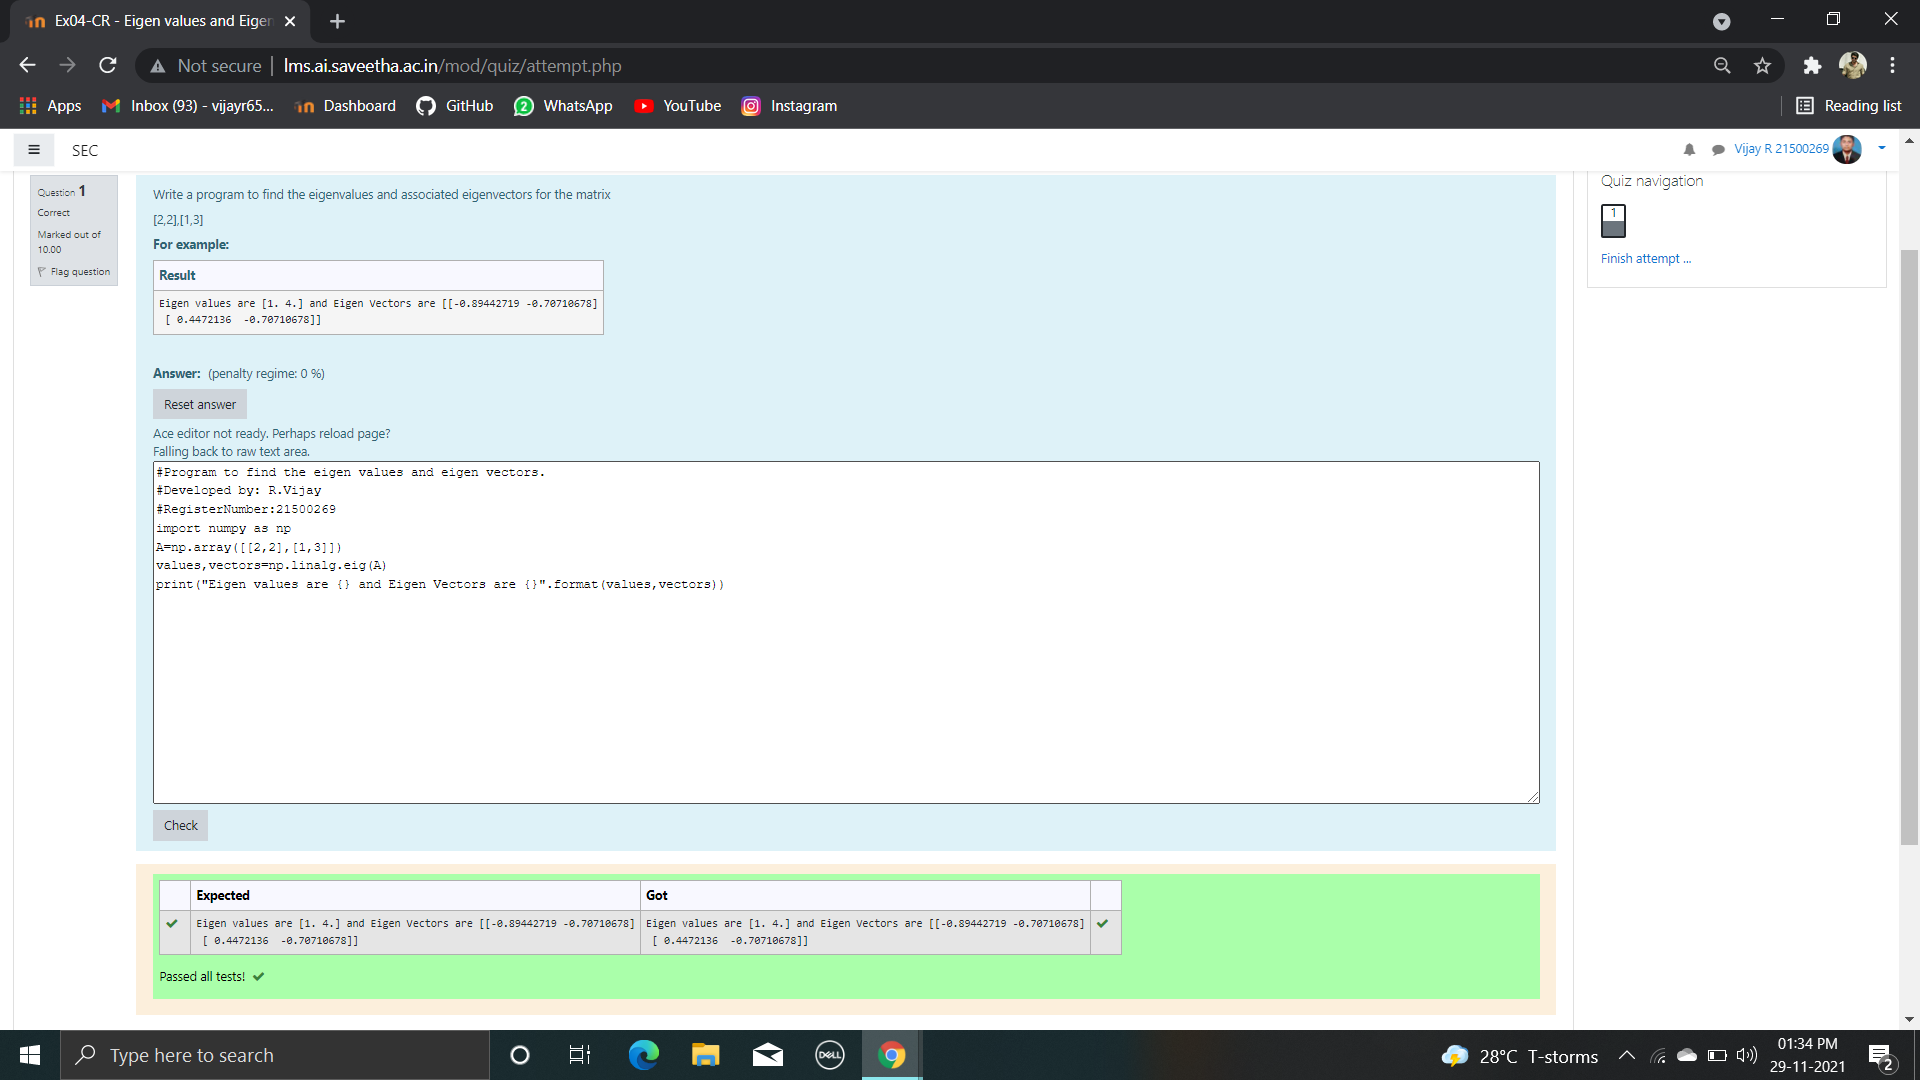 Ex04-CR - Eigen values and Eigen
Not secure | lms.ai.saveetha.ac.in/mod/quiz/attempt.php
Apps Inbox (93) - vijayr65... Dashboard GitHub 2 WhatsApp YouTube Instagram Reading list
SEC Vijay R 21500269
Question 1
Correct
Marked out of
10.00
Flag question
Write a program to find the eigenvalues and associated eigenvectors for the matrix
[2,2],[1,3]
For example:
Result
Eigen values are [1. 4.] and Eigen Vectors are [[-0.89442719 -0.70710678]
[ 0.4472136  -0.70710678]]
Answer: (penalty regime: 0 %)
Reset answer
Ace editor not ready. Perhaps reload page?
Falling back to raw text area.
#Program to find the eigen values and eigen vectors.
#Developed by: R.Vijay
#RegisterNumber:21500269
import numpy as np
A=np.array([[2,2],[1,3]])
values,vectors=np.linalg.eig(A)
print("Eigen values are {} and Eigen Vectors are {}".format(values,vectors))
Check
Expected Got
Eigen values are [1. 4.] and Eigen Vectors are [[-0.89442719 -0.70710678] Eigen values are [1. 4.] and Eigen Vectors are [[-0.89442719 -0.70710678]
[ 0.4472136  -0.70710678]] [ 0.4472136  -0.70710678]]
Passed all tests!
Quiz navigation
1
Finish attempt ...
Type here to search
DELL
28°C T-storms
01:34 PM
29-11-2021
2